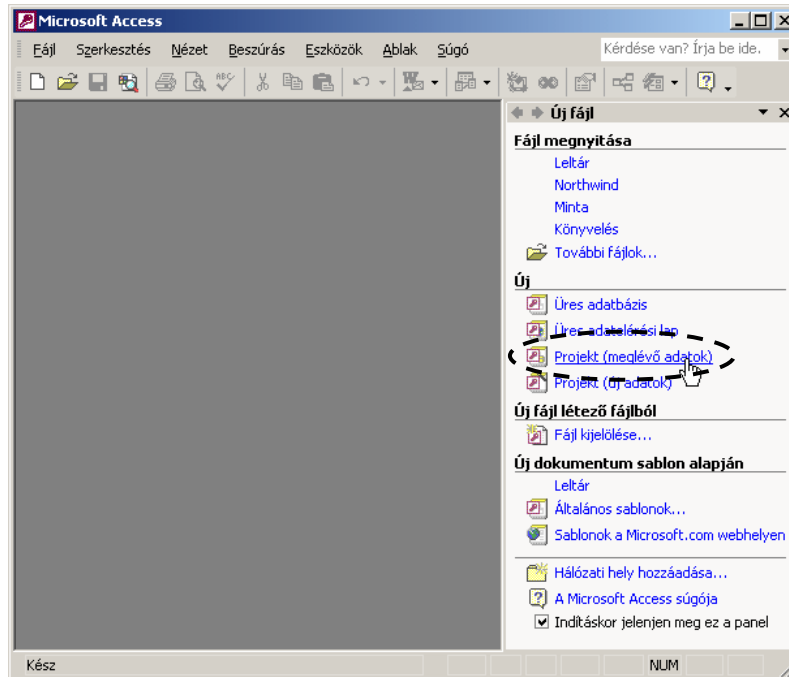 Microsoft Access
Fájl Szerkesztés Nézet Beszúrás Eszközök Ablak Súgó Kérdése van? Írja be ide.
Új fájl
Fájl megnyitása
Leltár
Northwind
Minta
Könyvelés
További fájlok...
Új
Üres adatbázis
Üres adatelérési lap
Projekt (meglévő adatok)
Projekt (új adatok)
Új fájl létező fájlból
Fájl kijelölése...
Új dokumentum sablon alapján
Leltár
Általános sablonok...
Sablonok a Microsoft.com webhelyen
Hálózati hely hozzáadása...
A Microsoft Access súgója
Indításkor jelenjen meg ez a panel
Kész NUM